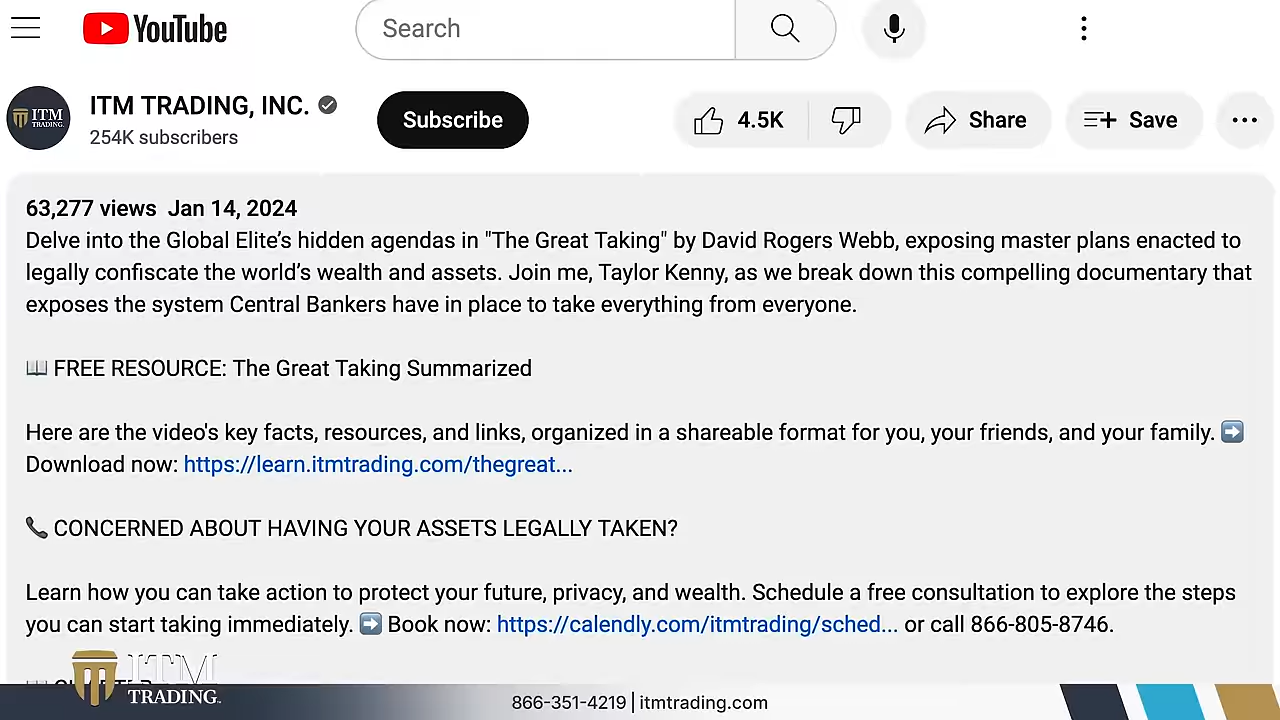 YouTube
Search
ITM TRADING.
ITM TRADING, INC.
254K subscribers
Subscribe
4.5K
Share
Save
63,277 views Jan 14, 2024
Delve into the Global Elite’s hidden agendas in "The Great Taking" by David Rogers Webb, exposing master plans enacted to
legally confiscate the world’s wealth and assets. Join me, Taylor Kenny, as we break down this compelling documentary that
exposes the system Central Bankers have in place to take everything from everyone.
📖 FREE RESOURCE: The Great Taking Summarized
Here are the video's key facts, resources, and links, organized in a shareable format for you, your friends, and your family. ➡️
Download now: https://learn.itmtrading.com/thegreat...
📞 CONCERNED ABOUT HAVING YOUR ASSETS LEGALLY TAKEN?
Learn how you can take action to protect your future, privacy, and wealth. Schedule a free consultation to explore the steps
you can start taking immediately. ➡️ Book now: https://calendly.com/itmtrading/sched... or call 866-805-8746.
ITM
TRADING™
866-351-4219 | itmtrading.com